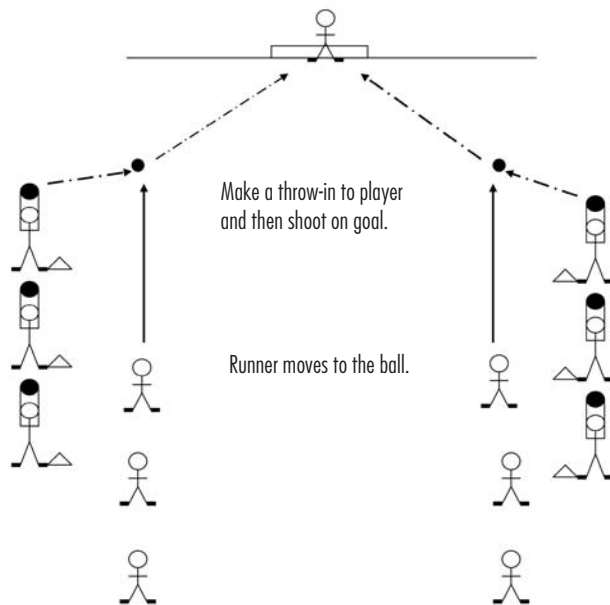 Make a throw-in to player
and then shoot on goal.
Runner moves to the ball.